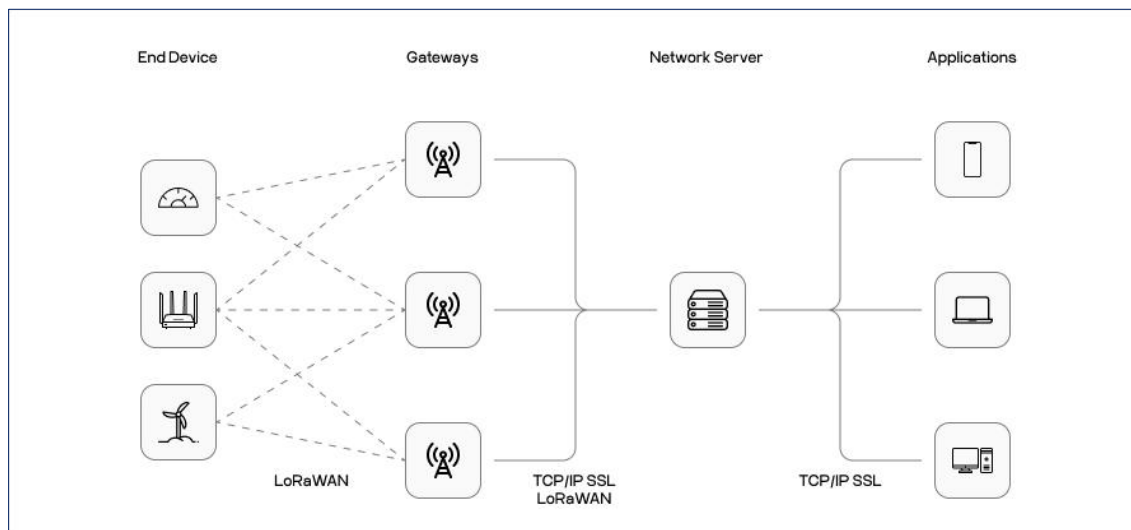 End Device
Gateways
Network Server
Applications
LoRaWAN
TCP/IP SSL
LoRaWAN
TCP/IP SSL